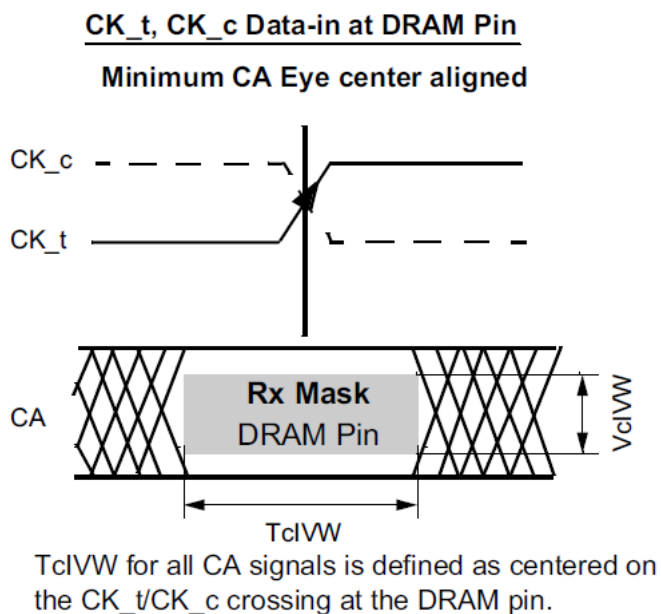 CK_t, CK_c Data-in at DRAM Pin
Minimum CA Eye center aligned
CK_c
CK_t
CA
Rx Mask
DRAM Pin
VcIVW
TcIVW
TcIVW for all CA signals is defined as centered on
the CK_t/CK_c crossing at the DRAM pin.